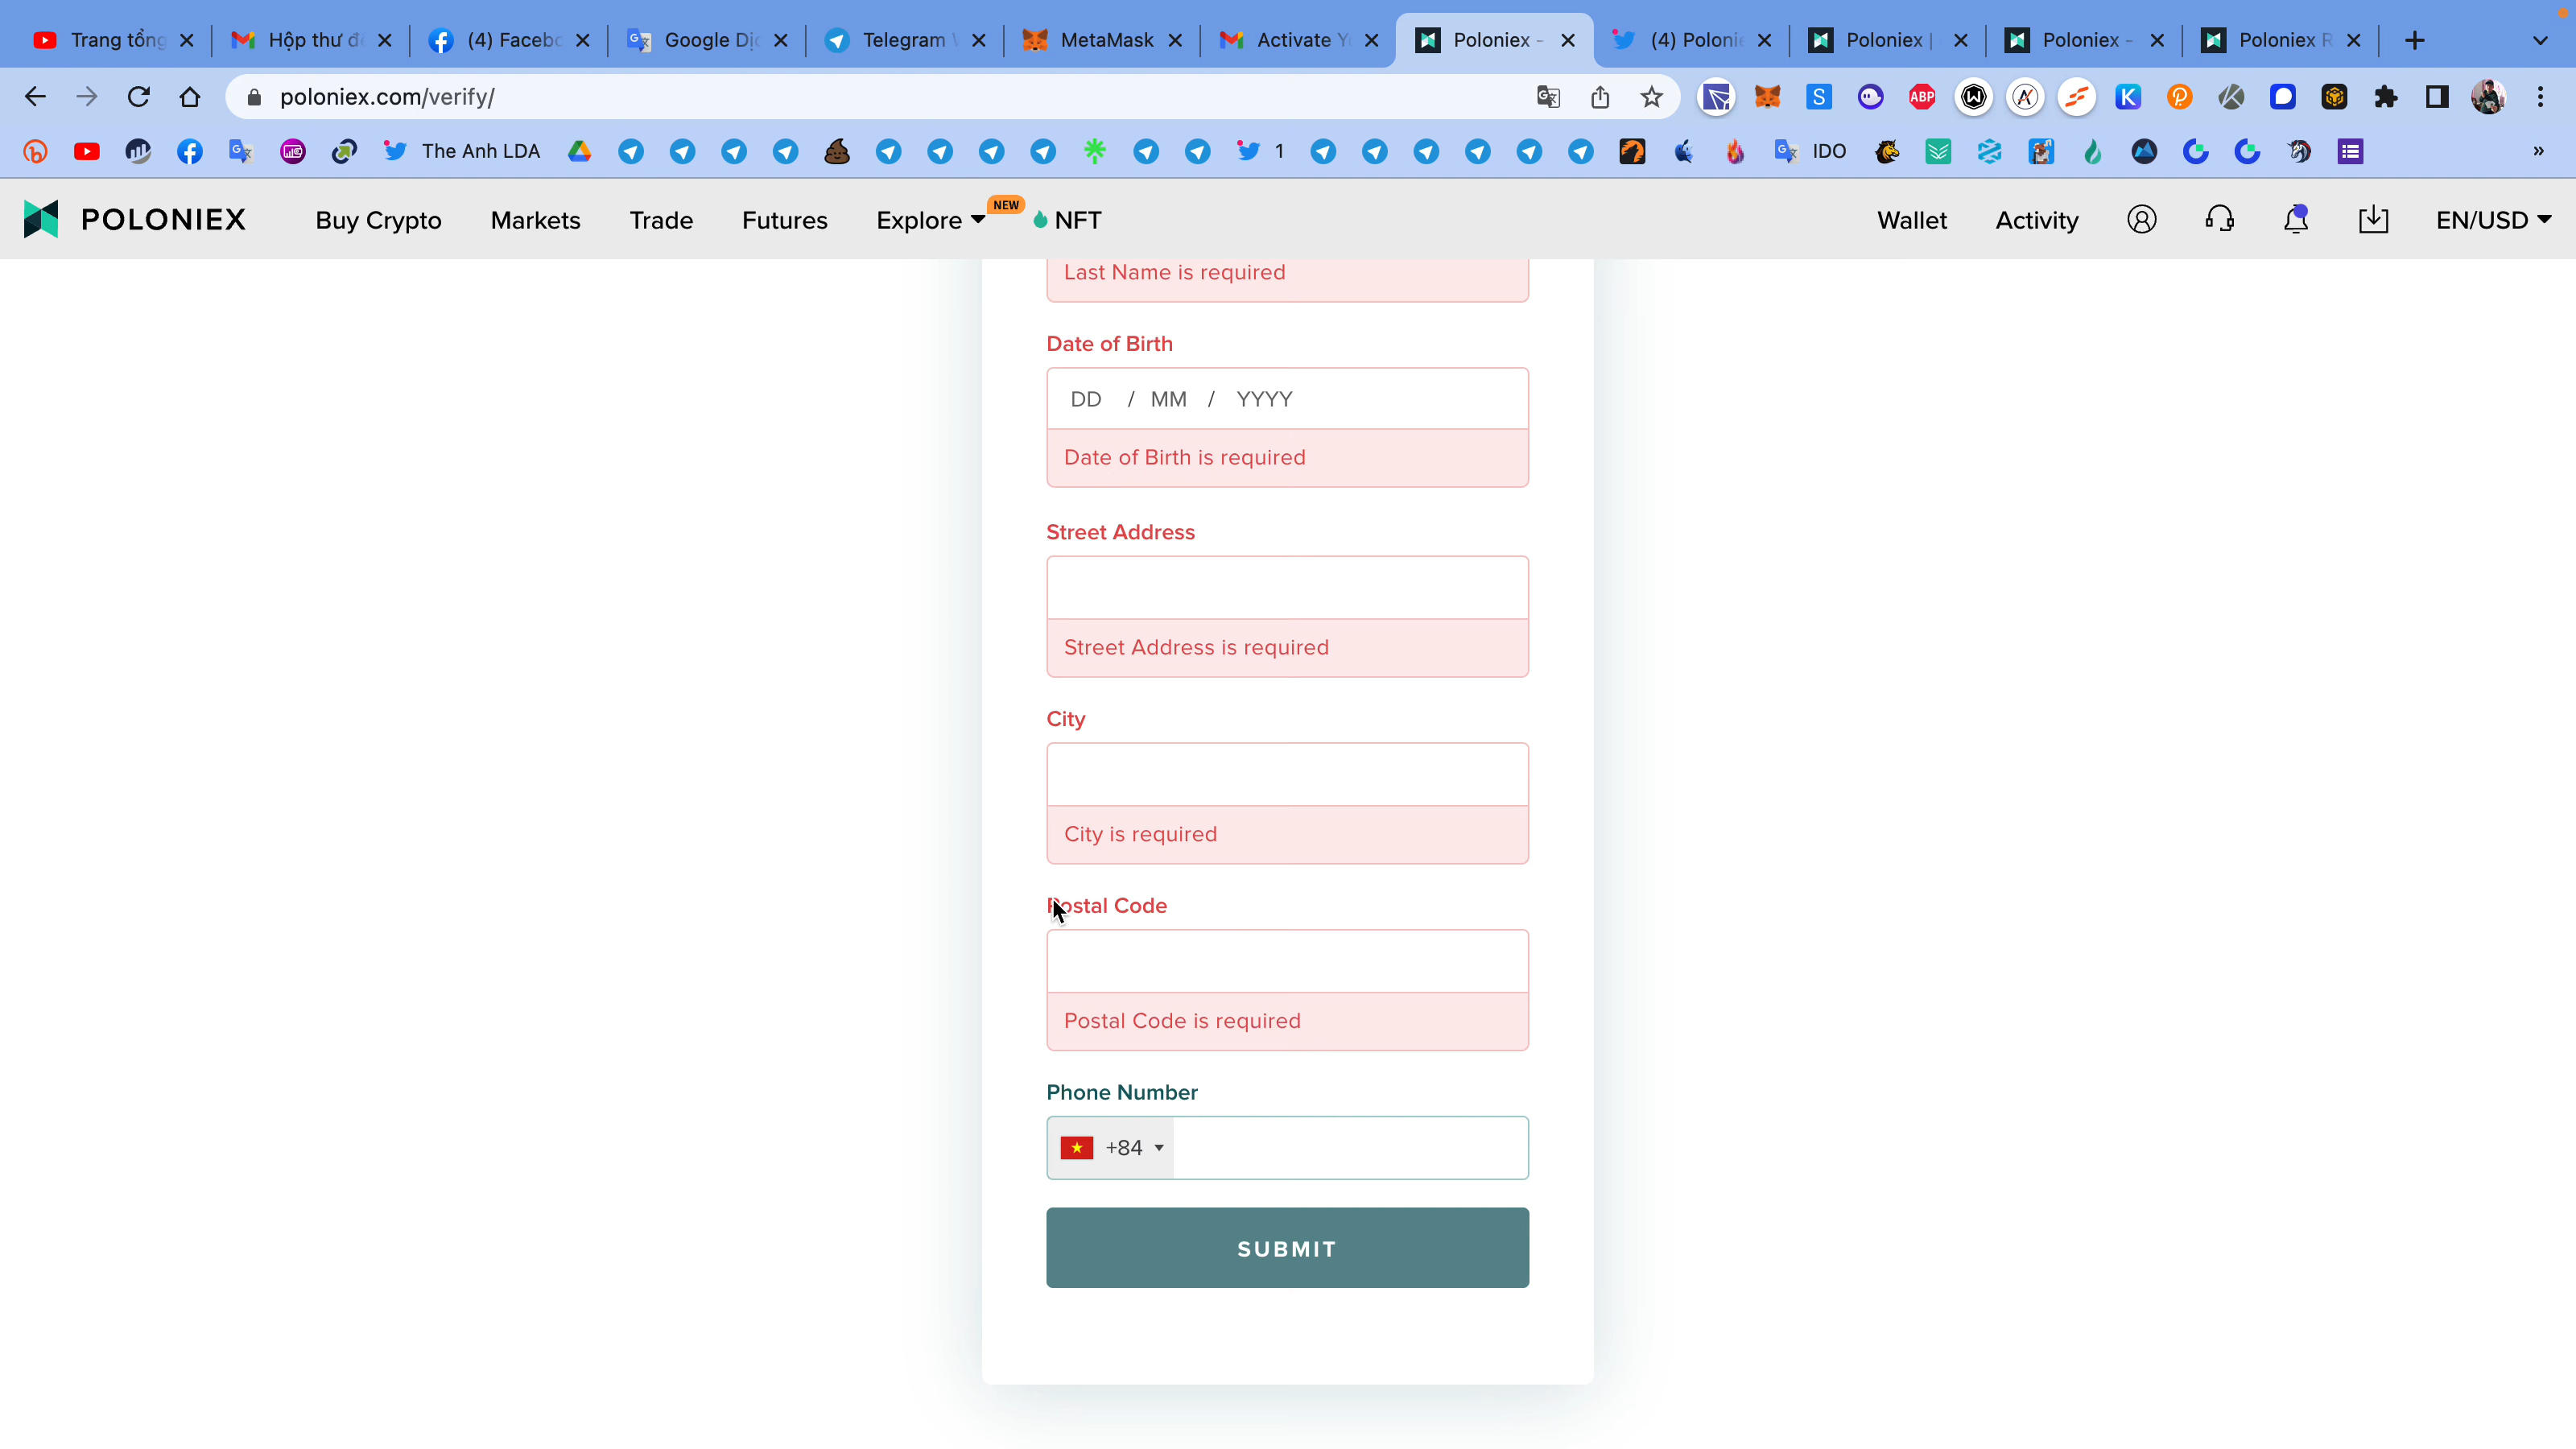 Trang tổng
Hộp thư đ
(4) Facebo
Google Dị
Telegram
MetaMask
Activate Yo
Poloniex -
(4) Polonie
Poloniex |
Poloniex -
Poloniex R
poloniex.com/verify/
ABP
The Anh LDA
1
IDO
POLONIEX
Buy Crypto
Markets
Trade
Futures
Explore
NEW
NFT
Wallet
Activity
EN/USD
Last Name is required
Date of Birth
DD / MM / YYYY
Date of Birth is required
Street Address
Street Address is required
City
City is required
Postal Code
Postal Code is required
Phone Number
+84
SUBMIT